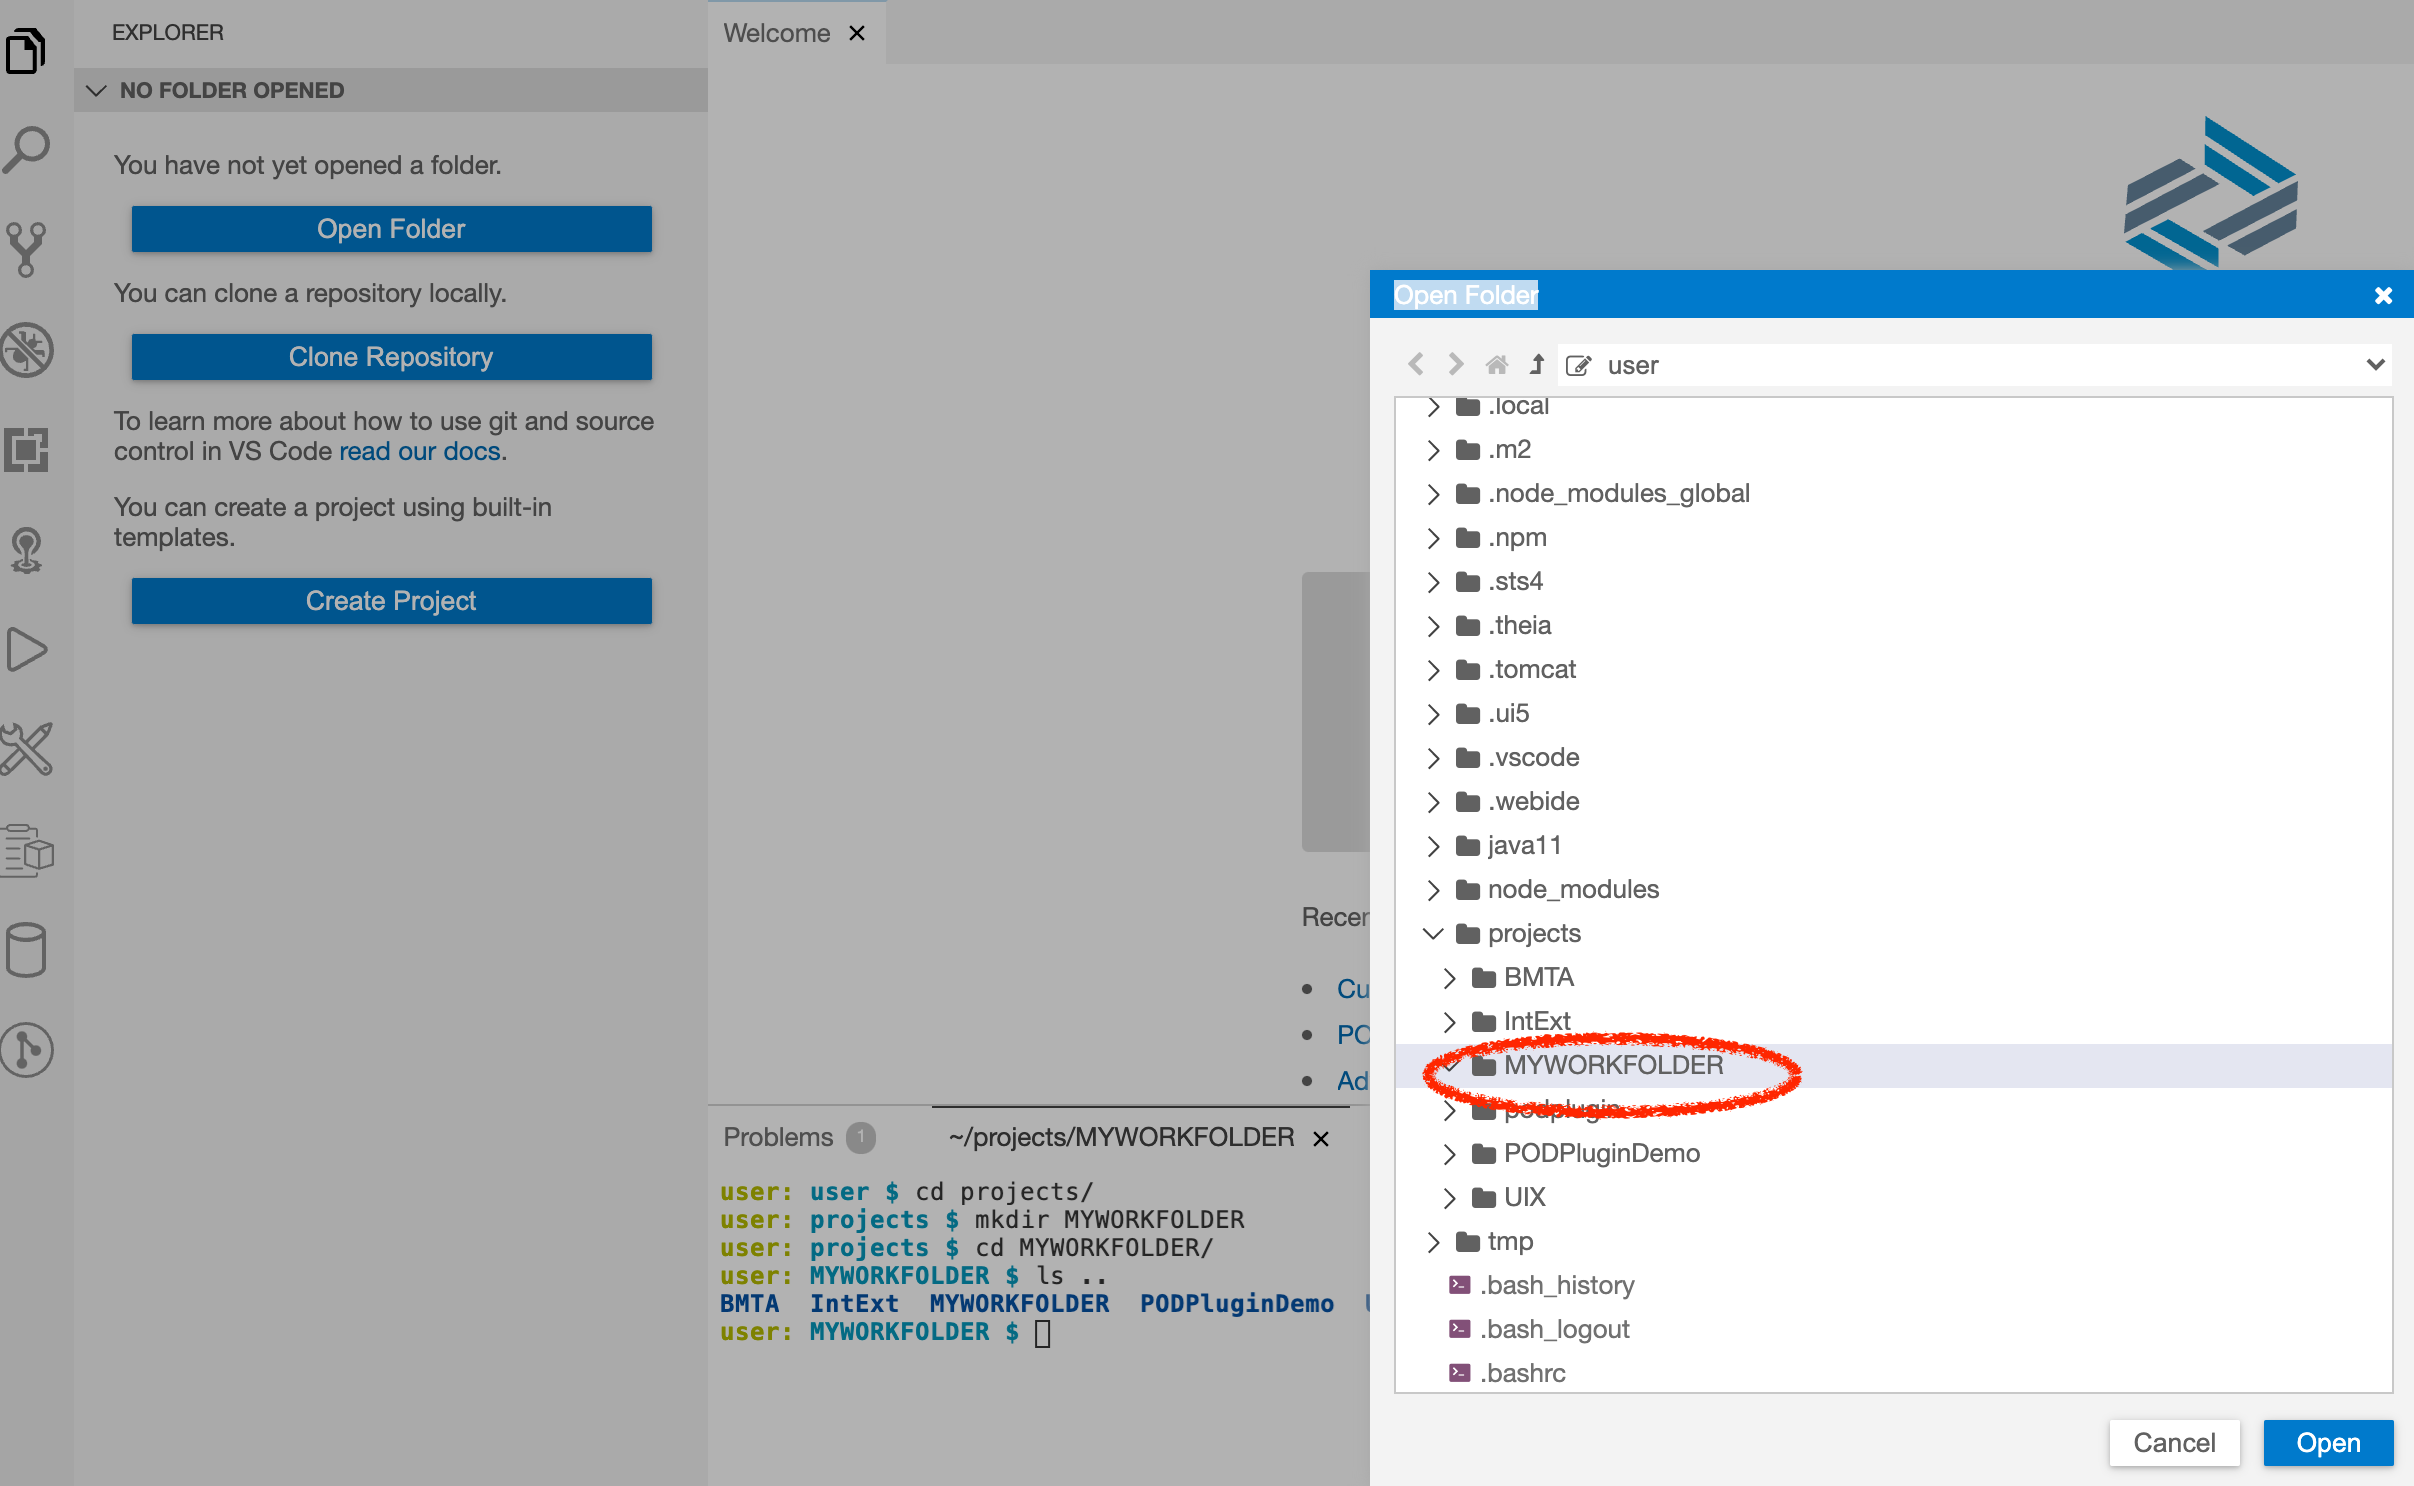 EXPLORER
NO FOLDER OPENED
You have not yet opened a folder.
Open Folder
You can clone a repository locally.
Clone Repository
To learn more about how to use git and source
control in VS Code read our docs.
You can create a project using built-in
templates.
Create Project
Welcome
Open Folder
user
.local
.m2
.node_modules_global
.npm
.sts4
.theia
.tomcat
.ui5
.vscode
.webide
java11
node_modules
projects
BMTA
IntExt
MYWORKFOLDER
podplugin
PODPluginDemo
UIX
tmp
.bash_history
.bash_logout
.bashrc
Cancel
Open
Recen
Cu
PO
Ad
Problems 1
~/projects/MYWORKFOLDER
user: user $ cd projects/
user: projects $ mkdir MYWORKFOLDER
user: projects $ cd MYWORKFOLDER/
user: MYWORKFOLDER $ ls ..
BMTA IntExt MYWORKFOLDER PODPluginDemo
user: MYWORKFOLDER $